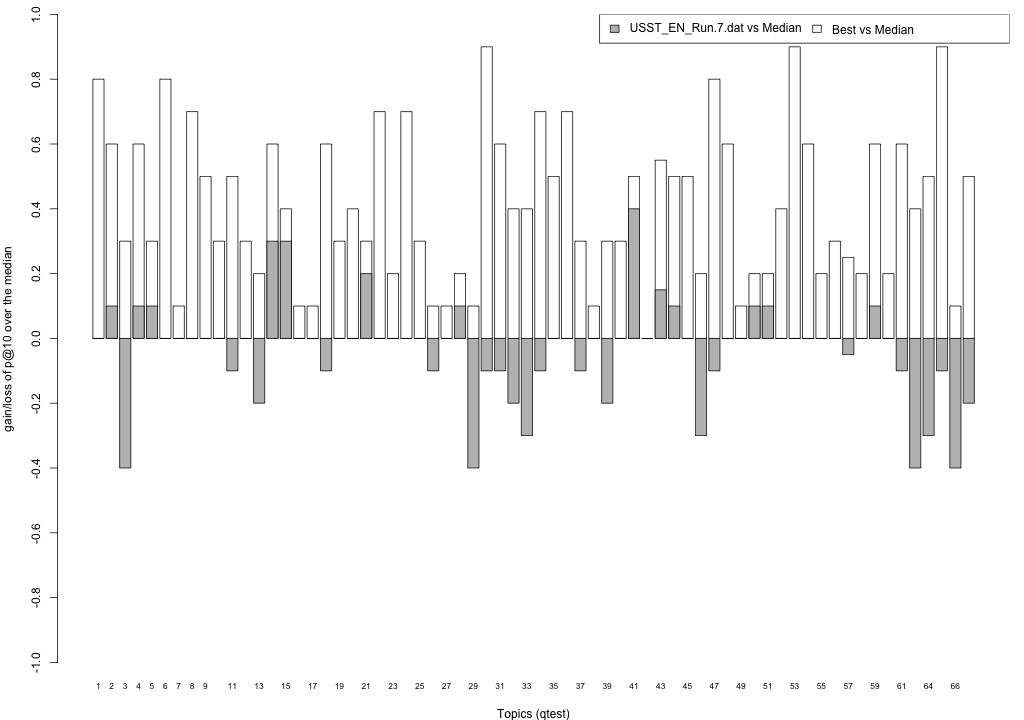 USST_EN_Run.7.dat vs Median Best vs Median
gain/loss of p@10 over the median
1.0
0.8
0.6
0.4
0.2
0.0
-0.2
-0.4
-0.6
-0.8
-1.0
1 2 3 4 5 6 7 8 9 11 13 15 17 19 21 23 25 27 29 31 33 35 37 39 41 43 45 47 49 51 53 55 57 59 61 64 66
Topics (qtest)